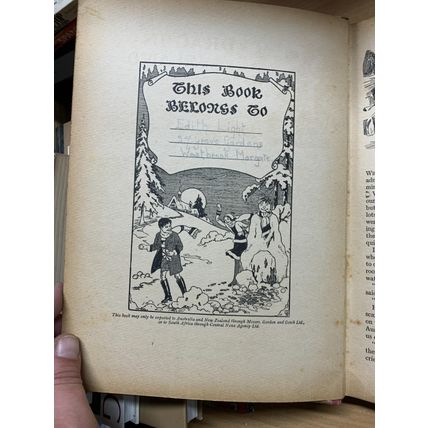 This Book
Belongs To
Edith Light
Gardens
Westbrook Margate
This book may only be exported to Australia and New Zealand through Messrs. Gordon and Gotch Ltd.,
or to South Africa through Central News Agency Ltd.